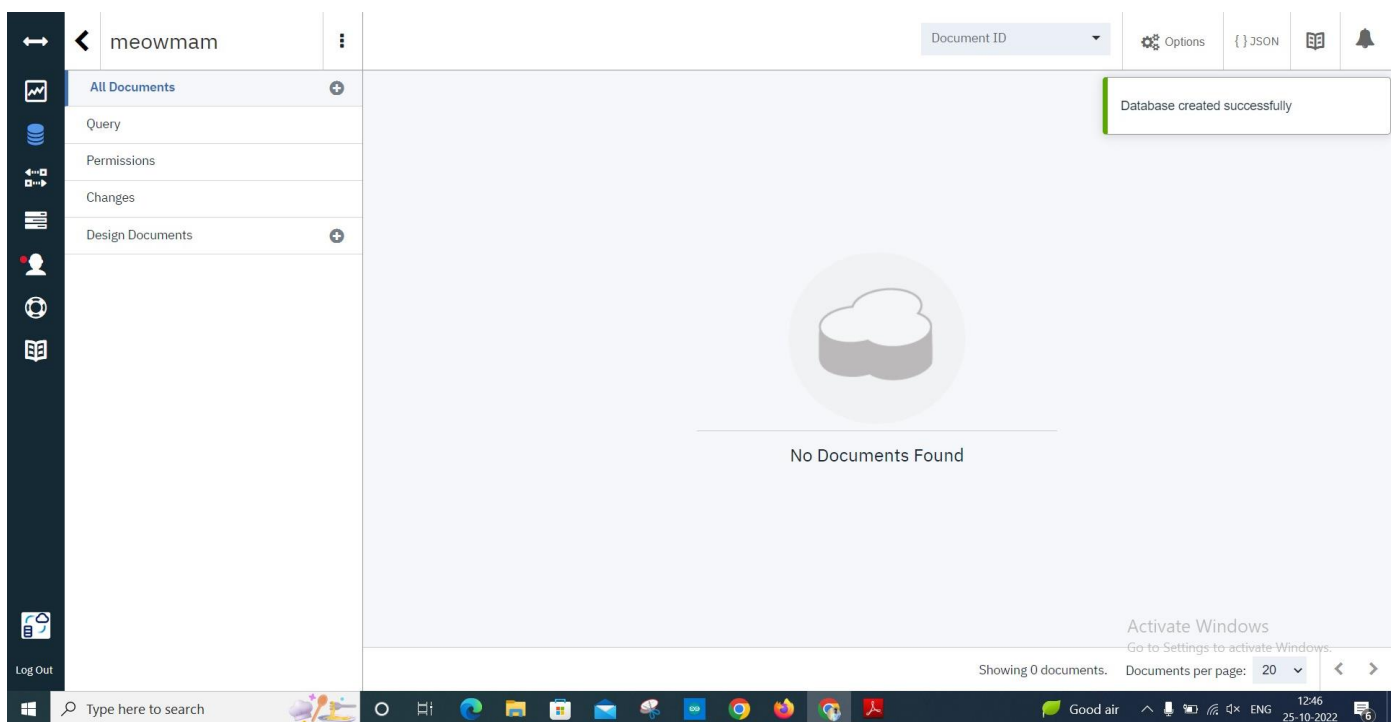 meowmam
Document ID
Options
{ } JSON
All Documents
Database created successfully
Query
Permissions
Changes
Design Documents
No Documents Found
Activate Windows
Go to Settings to activate Windows.
Log Out
Showing 0 documents. Documents per page: 20
Type here to search
Good air
ENG
12:46
25-10-2022
6